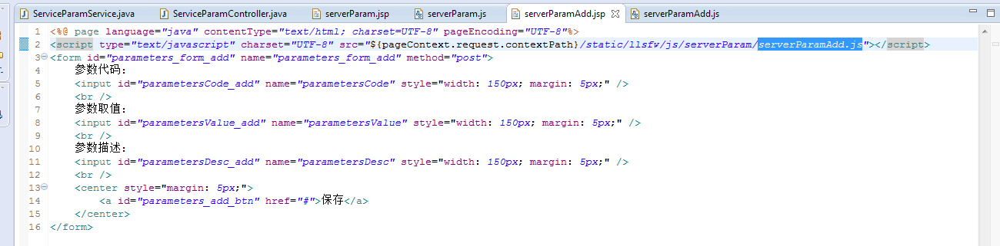 ServiceParamService.java ServiceParamController.java serverParam.jsp serverParam.js serverParamAdd.jsp serverParamAdd.js
1 <%@ page language="java" contentType="text/html; charset=UTF-8" pageEncoding="UTF-8"%>
2 <script type="text/javascript" charset="UTF-8" src="${pageContext.request.contextPath}/static/llsfw/js/serverParam/serverParamAdd.js"></script>
3 <form id="parameters_form_add" name="parameters_form_add" method="post">
4 参数代码：
5 <input id="parametersCode_add" name="parametersCode" style="width: 150px; margin: 5px;" />
6 <br />
7 参数取值：
8 <input id="parametersValue_add" name="parametersValue" style="width: 150px; margin: 5px;" />
9 <br />
10 参数描述：
11 <input id="parametersDesc_add" name="parametersDesc" style="width: 150px; margin: 5px;" />
12 <br />
13 <center style="margin: 5px;">
14 <a id="parameters_add_btn" href="#">保存</a>
15 </center>
16 </form>